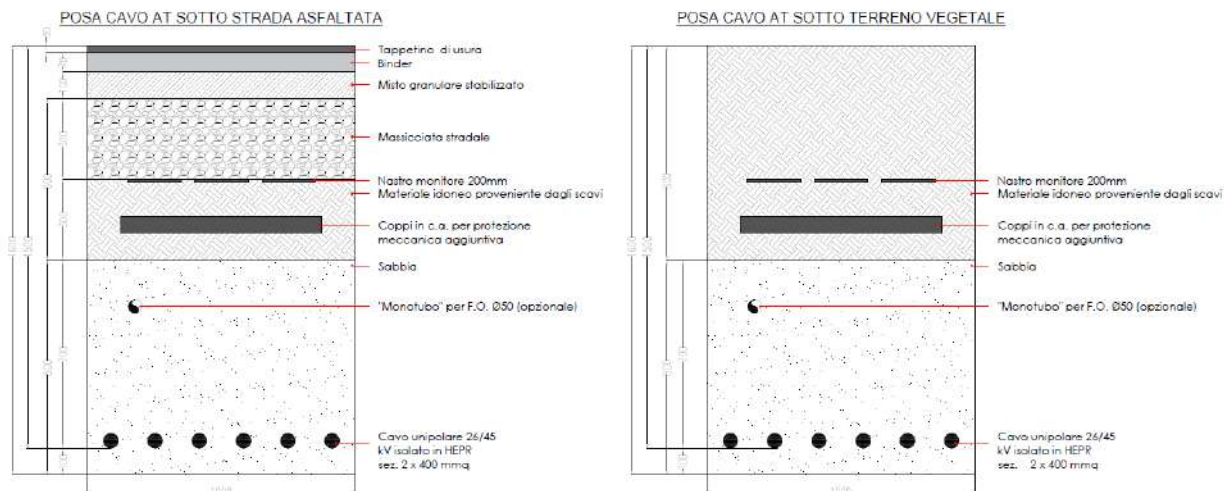 POSA CAVO AT SOTTO STRADA ASFALTATA
Tappetino di usura
Binder
Misto granulare stabilizzato
Massicciata stradale
Nastro monitore 200mm
Materiale idoneo proveniente dagli scavi
Coppi in c.a. per protezione
meccanica aggiuntiva
Sabbia
"Monotubo" per F.O. Ø50 (opzionale)
Cavo unipolare 26/45
kV isolato in HEPR
sez. 2 x 400 mmq
POSA CAVO AT SOTTO TERRENO VEGETALE
Nastro monitore 200mm
Materiale idoneo proveniente dagli scavi
Coppi in c.a. per protezione
meccanica aggiuntiva
Sabbia
"Monotubo" per F.O. Ø50 (opzionale)
Cavo unipolare 26/45
kV isolato in HEPR
sez. 2 x 400 mmq